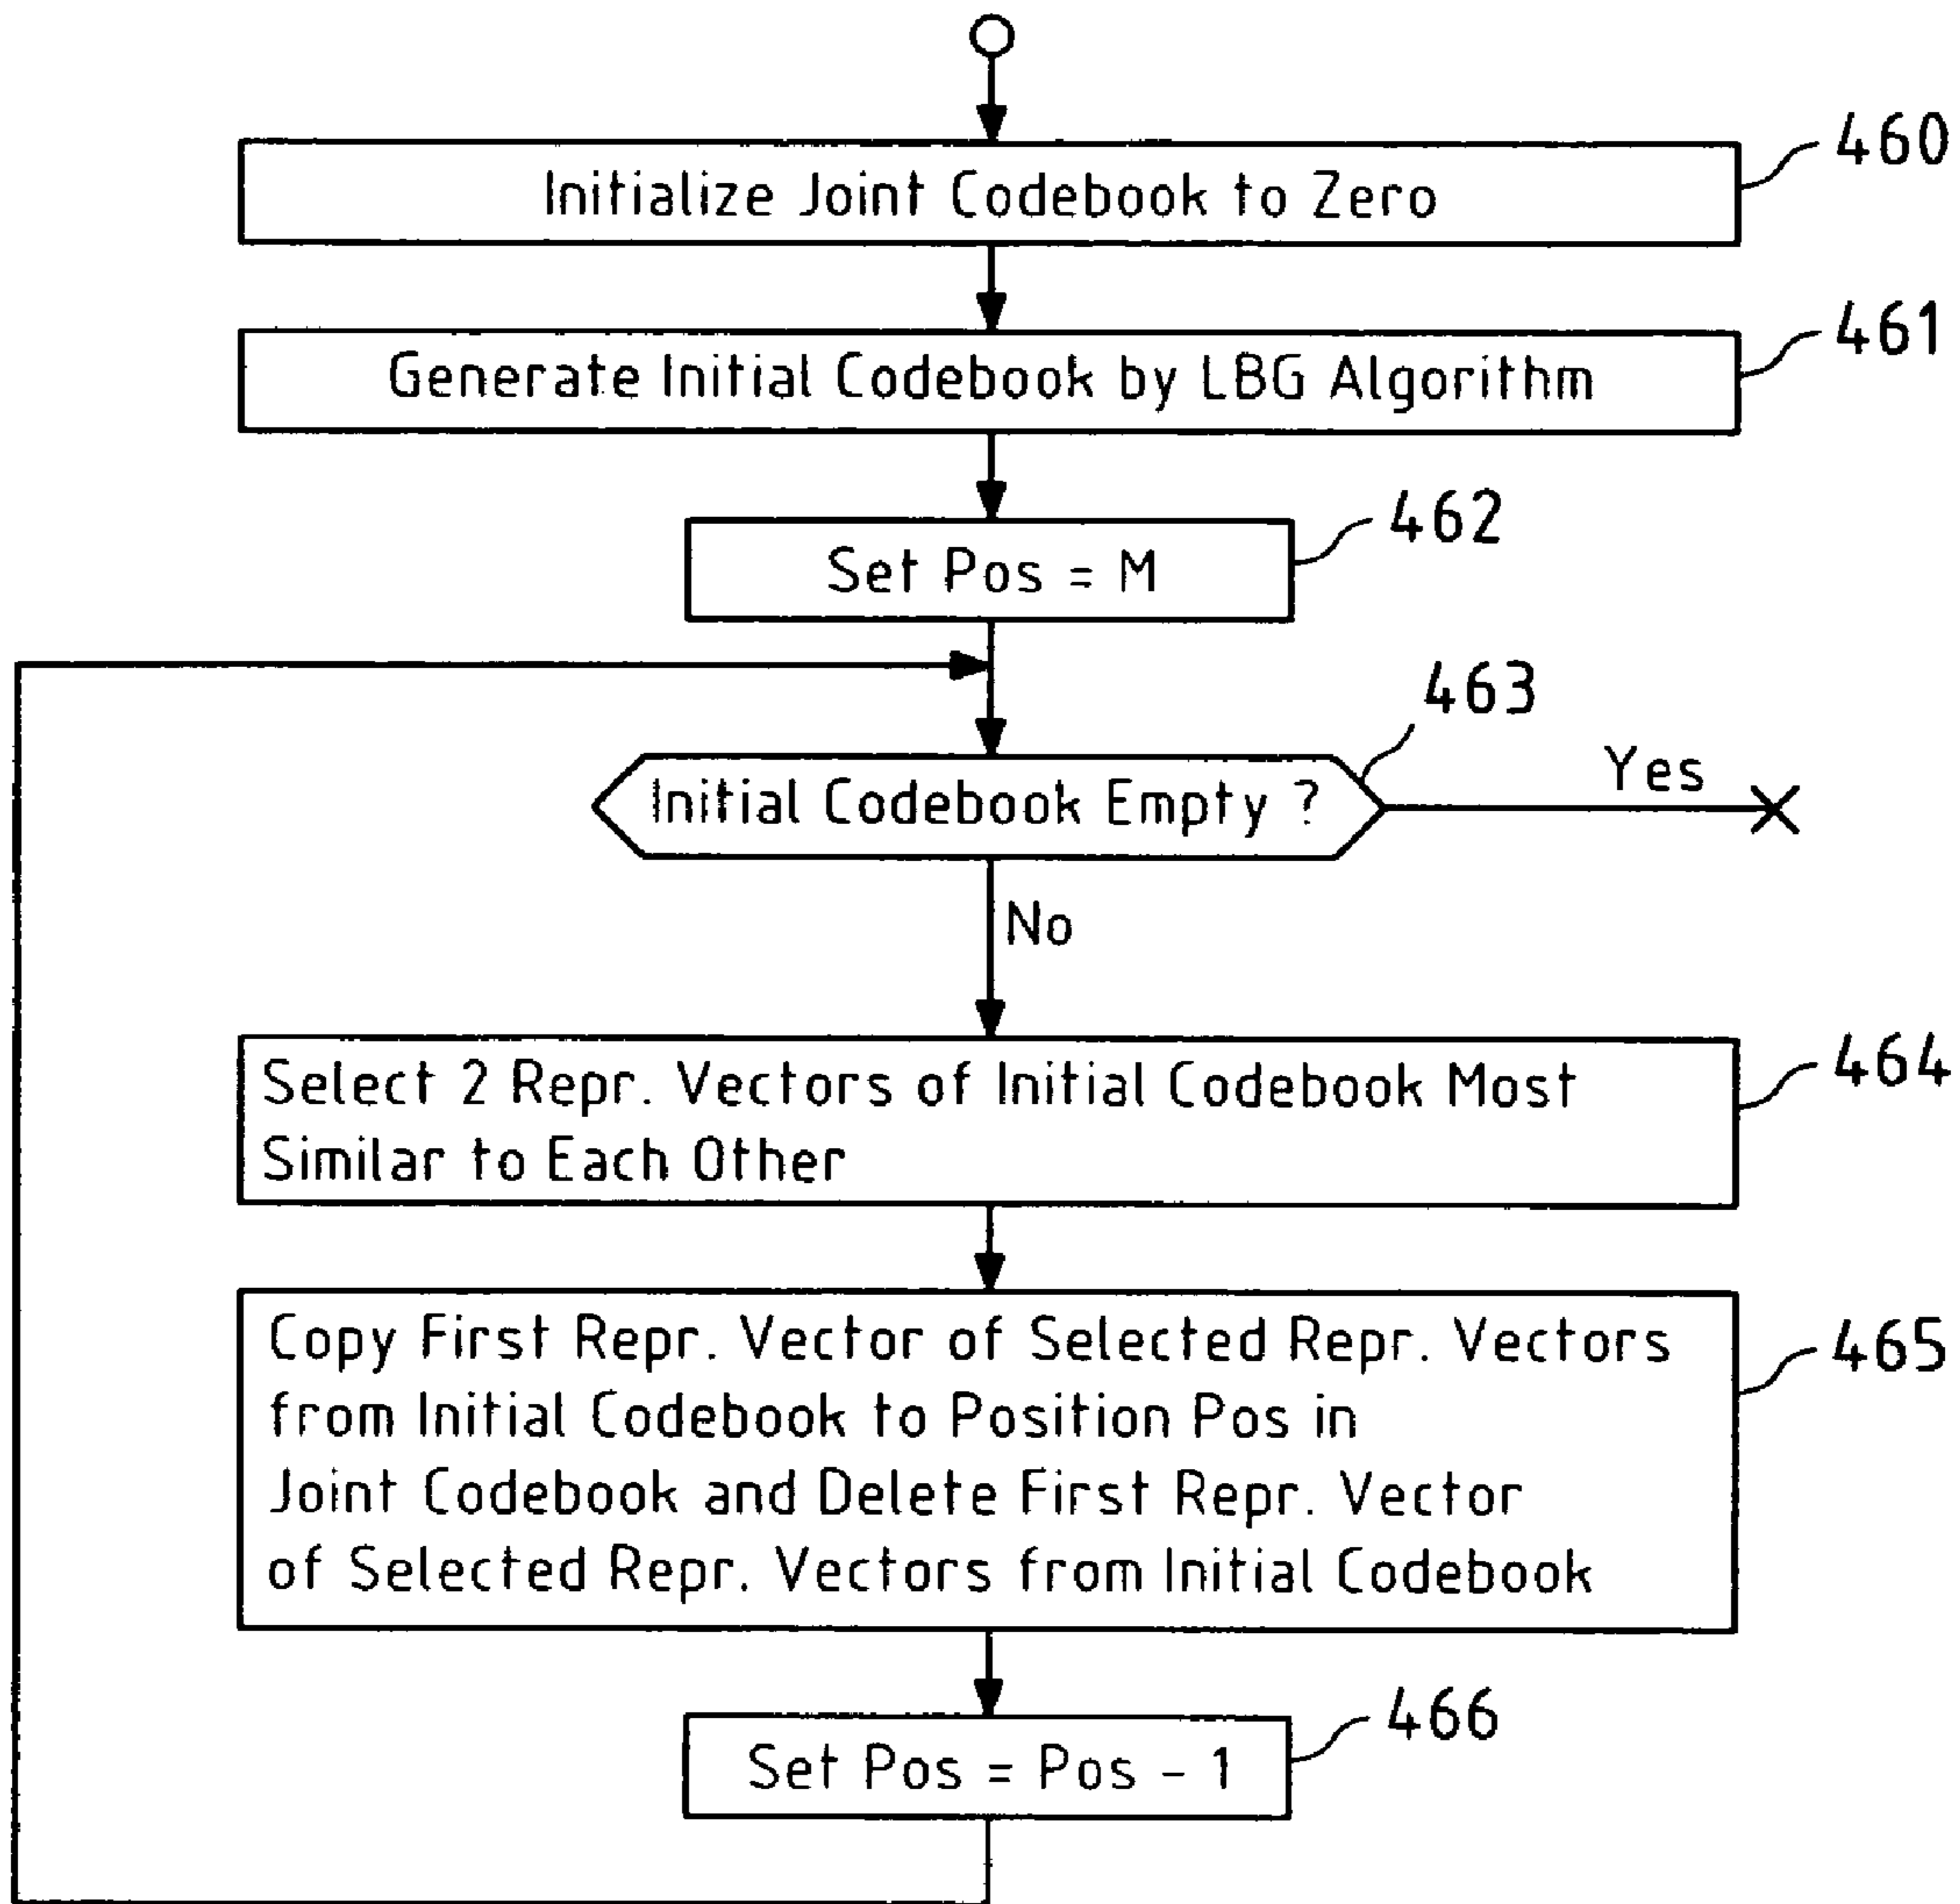 460
Initialize Joint Codebook to Zero
461
Generate Initial Codebook by LBG Algorithm
462
Set Pos = M
463
Initial Codebook Empty ?
Yes
No
464
Select 2 Repr. Vectors of Initial Codebook Most
Similar to Each Other
465
Copy First Repr. Vector of Selected Repr. Vectors
from Initial Codebook to Position Pos in
Joint Codebook and Delete First Repr. Vector
of Selected Repr. Vectors from Initial Codebook
466
Set Pos = Pos - 1